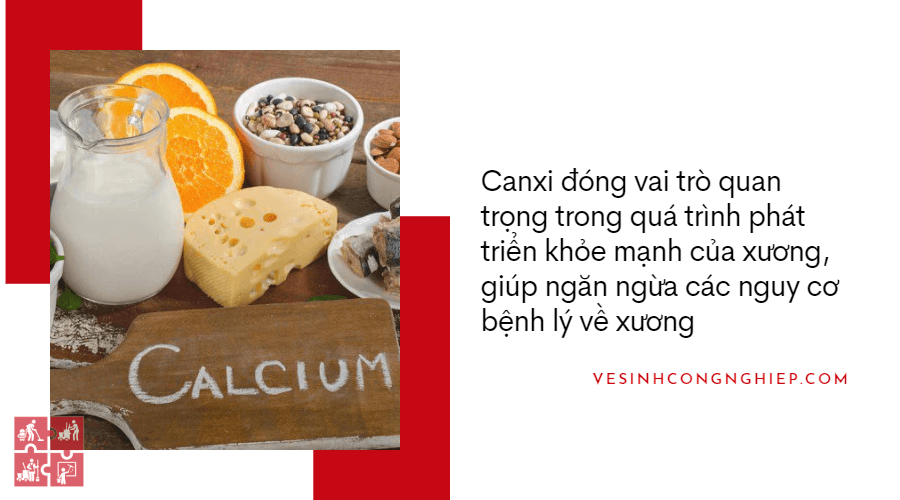 CALCIUM
Canxi đóng vai trò quan
trọng trong quá trình phát
triển khỏe mạnh của xương,
giúp ngăn ngừa các nguy cơ
bệnh lý về xương
VESINHCONGNGHIEP.COM